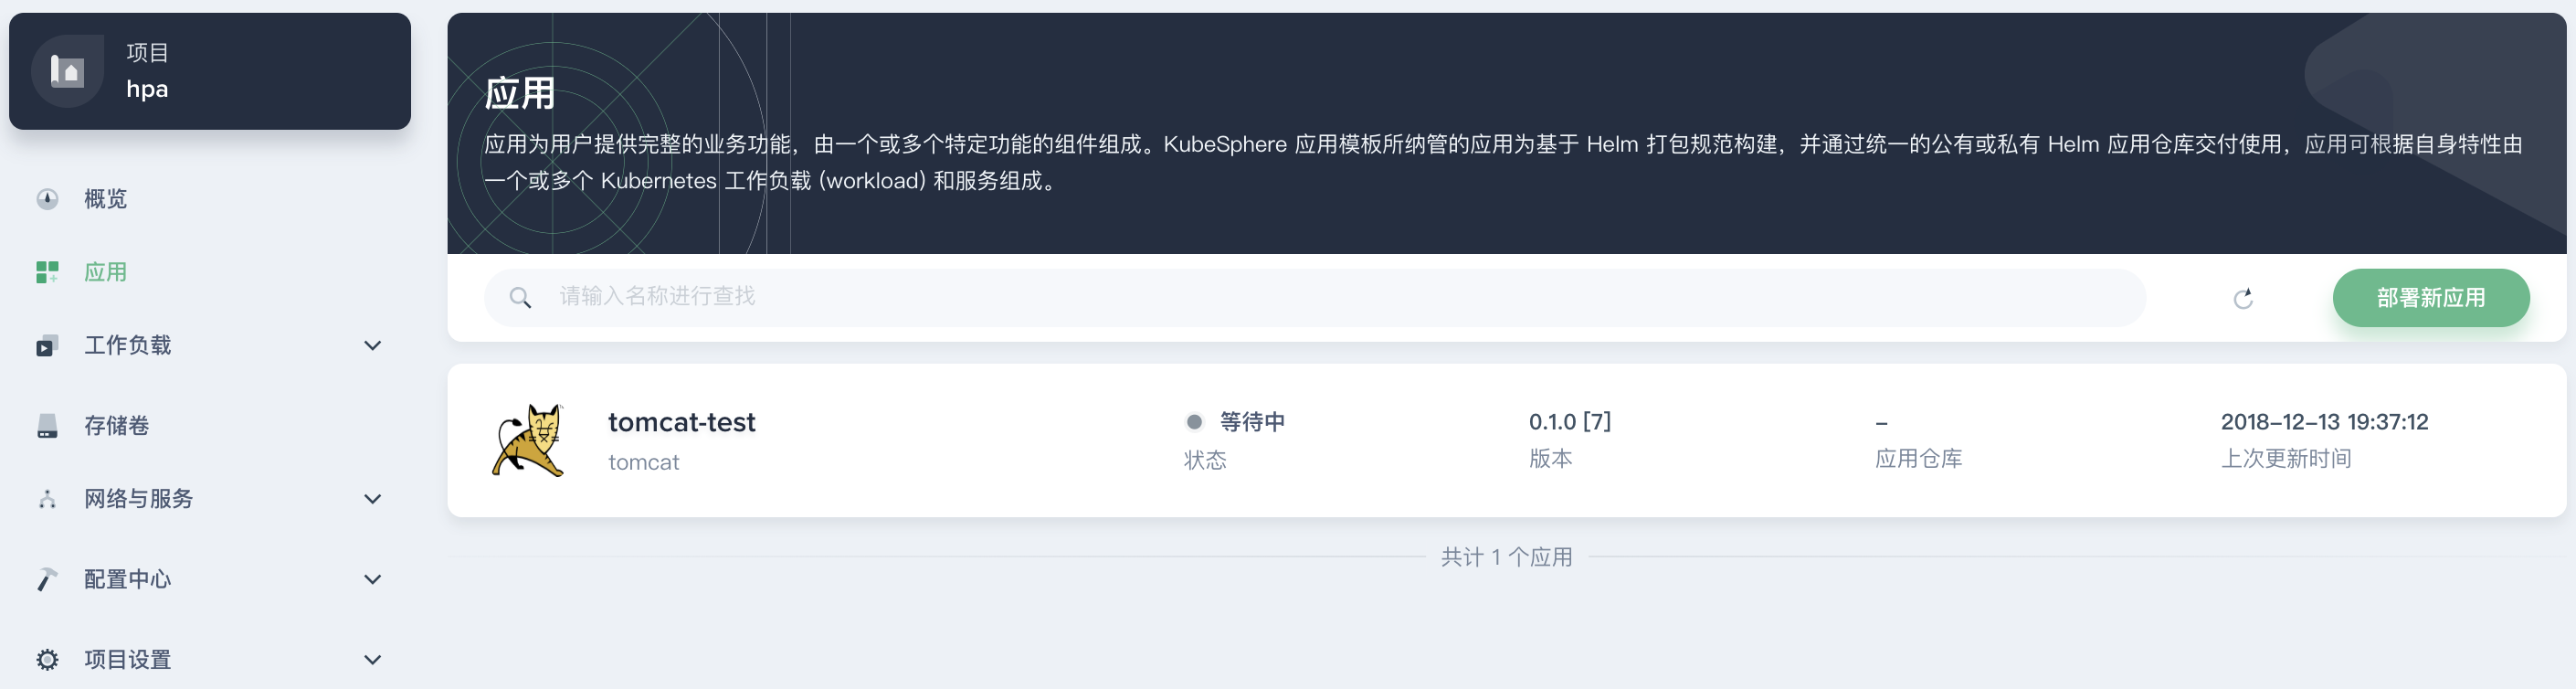 项目
hpa
概览
应用
工作负载
存储卷
网络与服务
配置中心
项目设置
应用
应用为用户提供完整的业务功能，由一个或多个特定功能的组件组成。KubeSphere 应用模板所纳管的应用为基于 Helm 打包规范构建，并通过统一的公有或私有 Helm 应用仓库交付使用，应用可根据自身特性由
一个或多个 Kubernetes 工作负载 (workload) 和服务组成。
请输入名称进行查找
部署新应用
tomcat-test
tomcat
等待中
状态
0.1.0 [7]
版本
–
应用仓库
2018-12-13 19:37:12
上次更新时间
共计 1 个应用